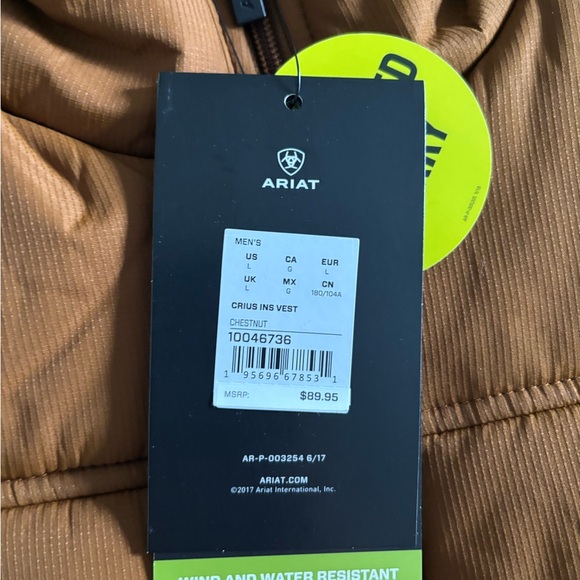 ARIAT
MEN'S
US CA EUR
L G L
UK MX CN
L G 180/104A
CRIUS INS VEST
CHESTNUT
10046736
1 95696 67853 1
MSRP: $89.95
AR-P-003254 6/17
ARIAT.COM
©2017 Ariat International, Inc.
WIND AND WATER RESISTANT